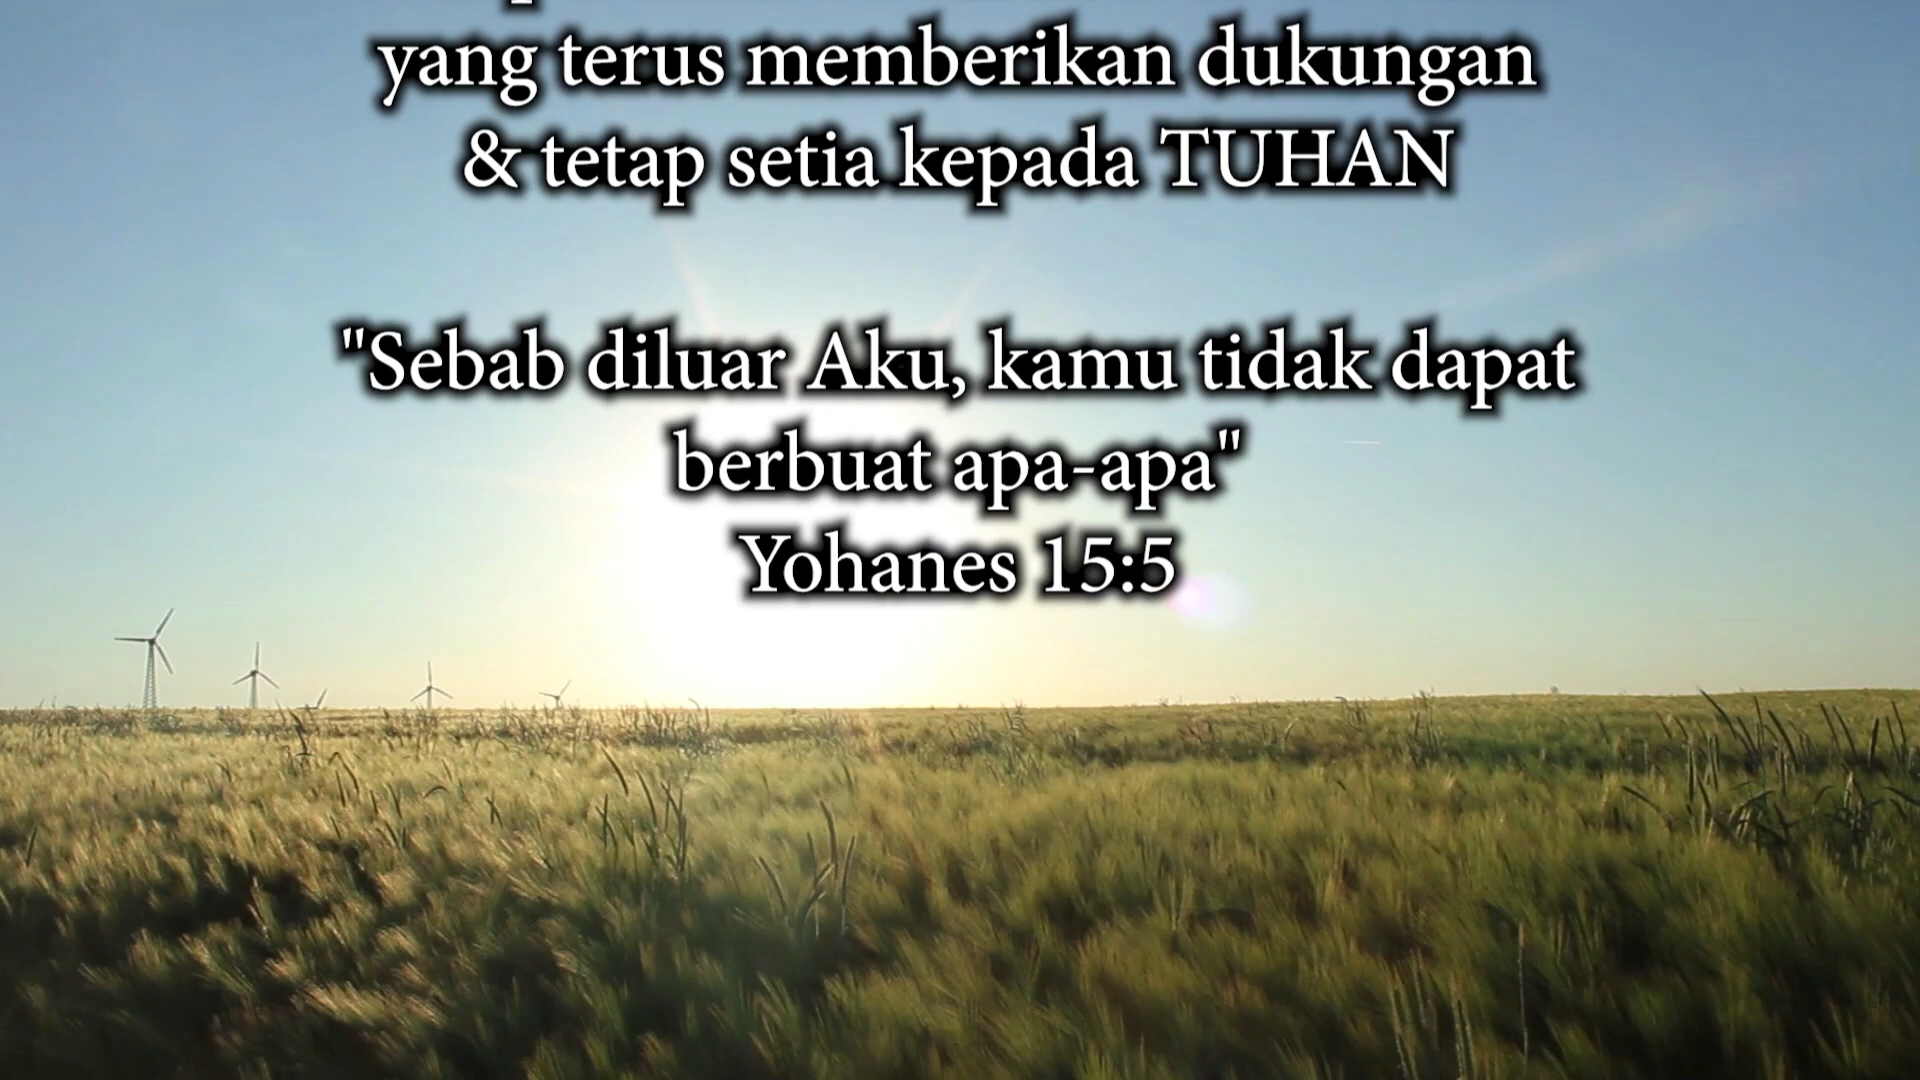 yang terus memberikan dukungan
& tetap setia kepada TUHAN
"Sebab diluar Aku, kamu tidak dapat
berbuat apa-apa"
Yohanes 15:5